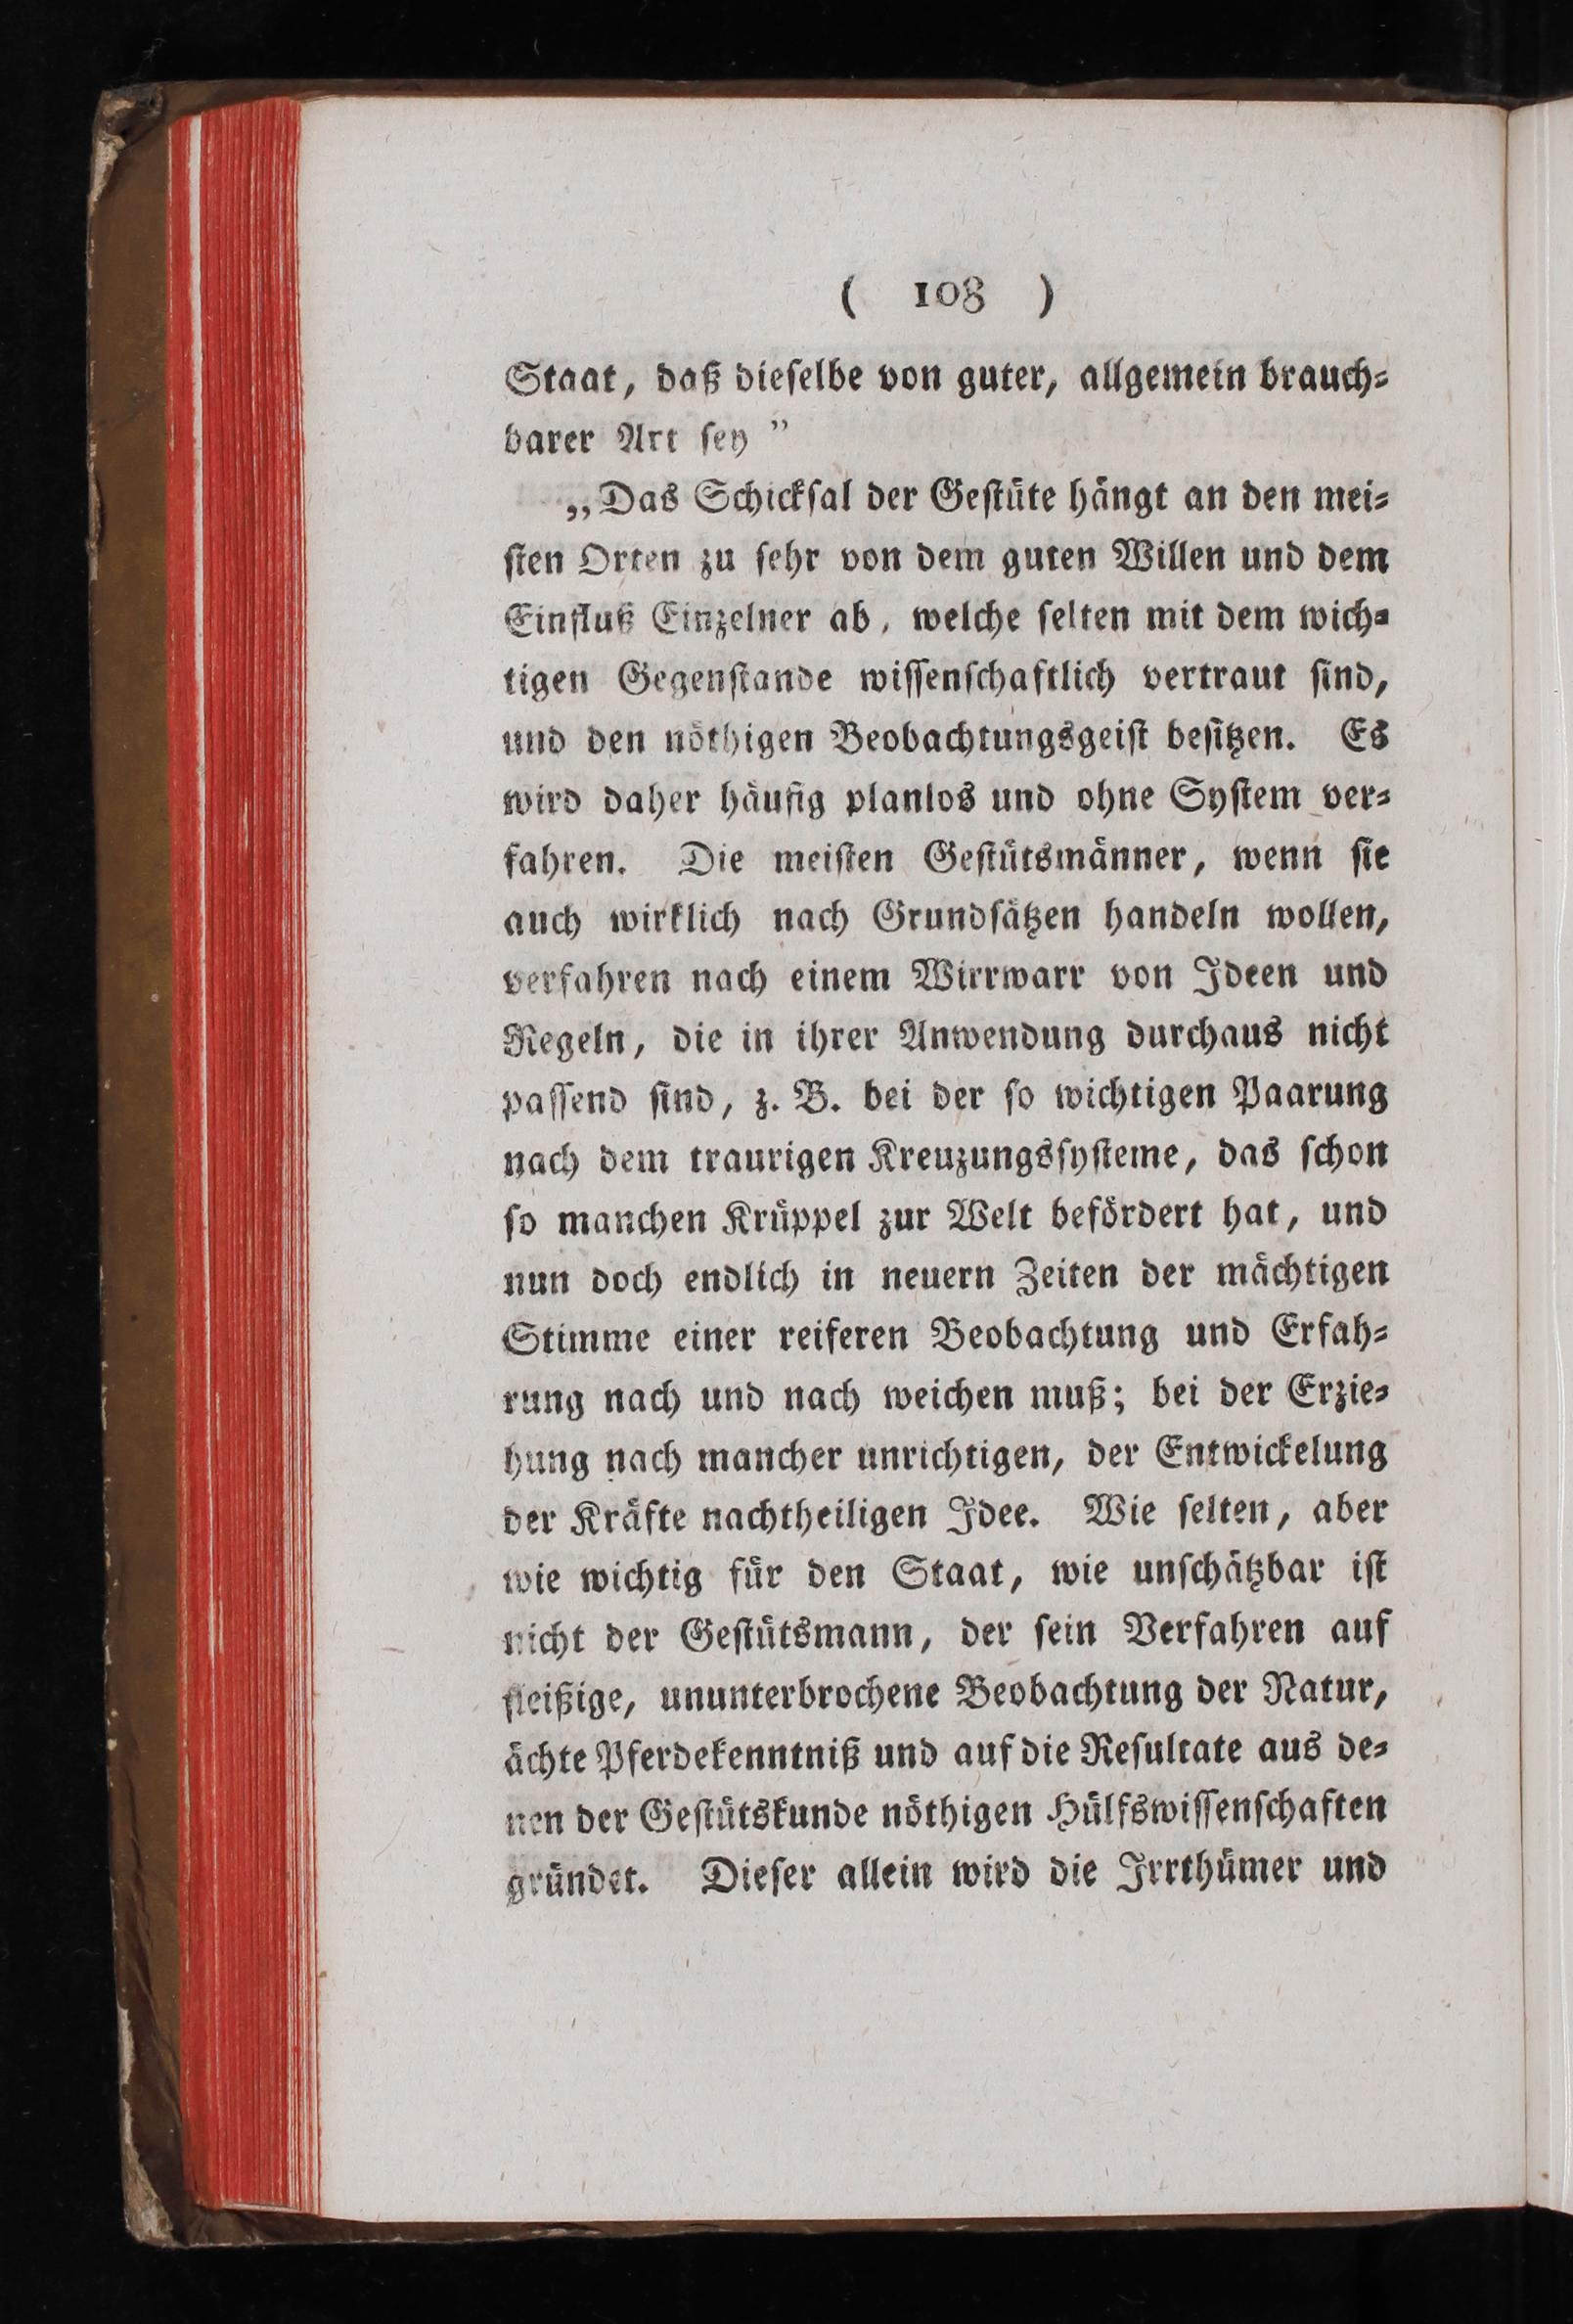 ( 108 )
Staat, daß dieſelbe von guter, allgemein brauch⸗
barer Art ſey ”
„Das Schickſal der Geſtüte hängt an den mei⸗
ſten Orten zu ſehr von dem guten Willen und dem
Einfluß Einzelner ab, welche ſelten mit dem wich⸗
tigen Gegenſtande wiſſenſchaftlich vertraut ſind,
und den nöthigen Beobachtungsgeiſt beſitzen. Es
wird daher häufig planlos und ohne Syſtem ver⸗
fahren. Die meiſten Geſtütsmänner, wenn ſie
auch wirklich nach Grundſätzen handeln wollen,
verfahren nach einem Wirrwarr von Ideen und
Regeln, die in ihrer Anwendung durchaus nicht
paſſend ſind, z. B. bei der ſo wichtigen Paarung
nach dem traurigen Kreuzungsſyſteme, das ſchon
ſo manchen Krüppel zur Welt befördert hat, und
nun doch endlich in neuern Zeiten der mächtigen
Stimme einer reiferen Beobachtung und Erfah⸗
rung nach und nach weichen muß; bei der Erzie⸗
hung nach mancher unrichtigen, der Entwickelung
der Kräfte nachtheiligen Idee. Wie ſelten, aber
wie wichtig für den Staat, wie unſchätzbar iſt
nicht der Geſtütsmann, der ſein Verfahren auf
fleißige, ununterbrochene Beobachtung der Natur,
ächte Pferdekenntniß und auf die Reſultate aus de⸗
nen der Geſtütskunde nöthigen Hülfswiſſenſchaften
gründet. Dieſer allein wird die Irrthümer und